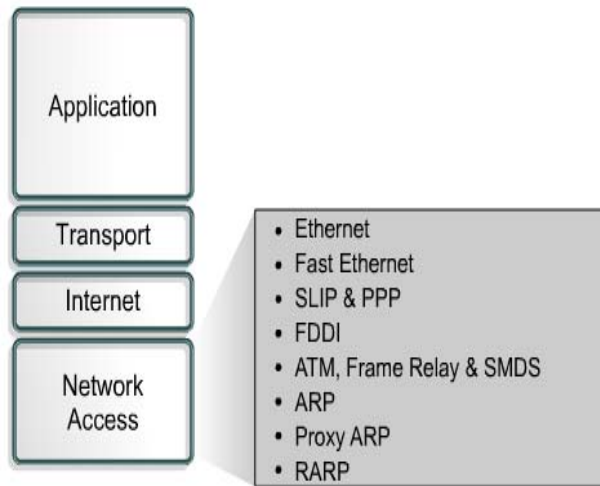 Application
Transport
Internet
Network
Access
• Ethernet
• Fast Ethernet
• SLIP & PPP
• FDDI
• ATM, Frame Relay & SMDS
• ARP
• Proxy ARP
• RARP